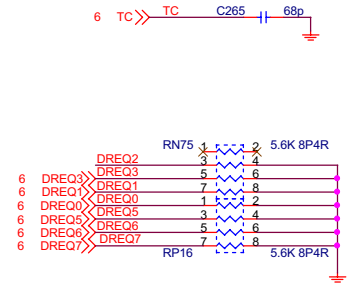 6 TC TC C265 68p
RN75 1 2 5.6K 8P4R
DREQ2 3 4
6 DREQ3 DREQ3 5 6
6 DREQ1 DREQ1 7 8
6 DREQ0 DREQ0 1 2
6 DREQ5 DREQ5 3 4
6 DREQ6 DREQ6 5 6
6 DREQ7 DREQ7 7 8
RP16 5.6K 8P4R